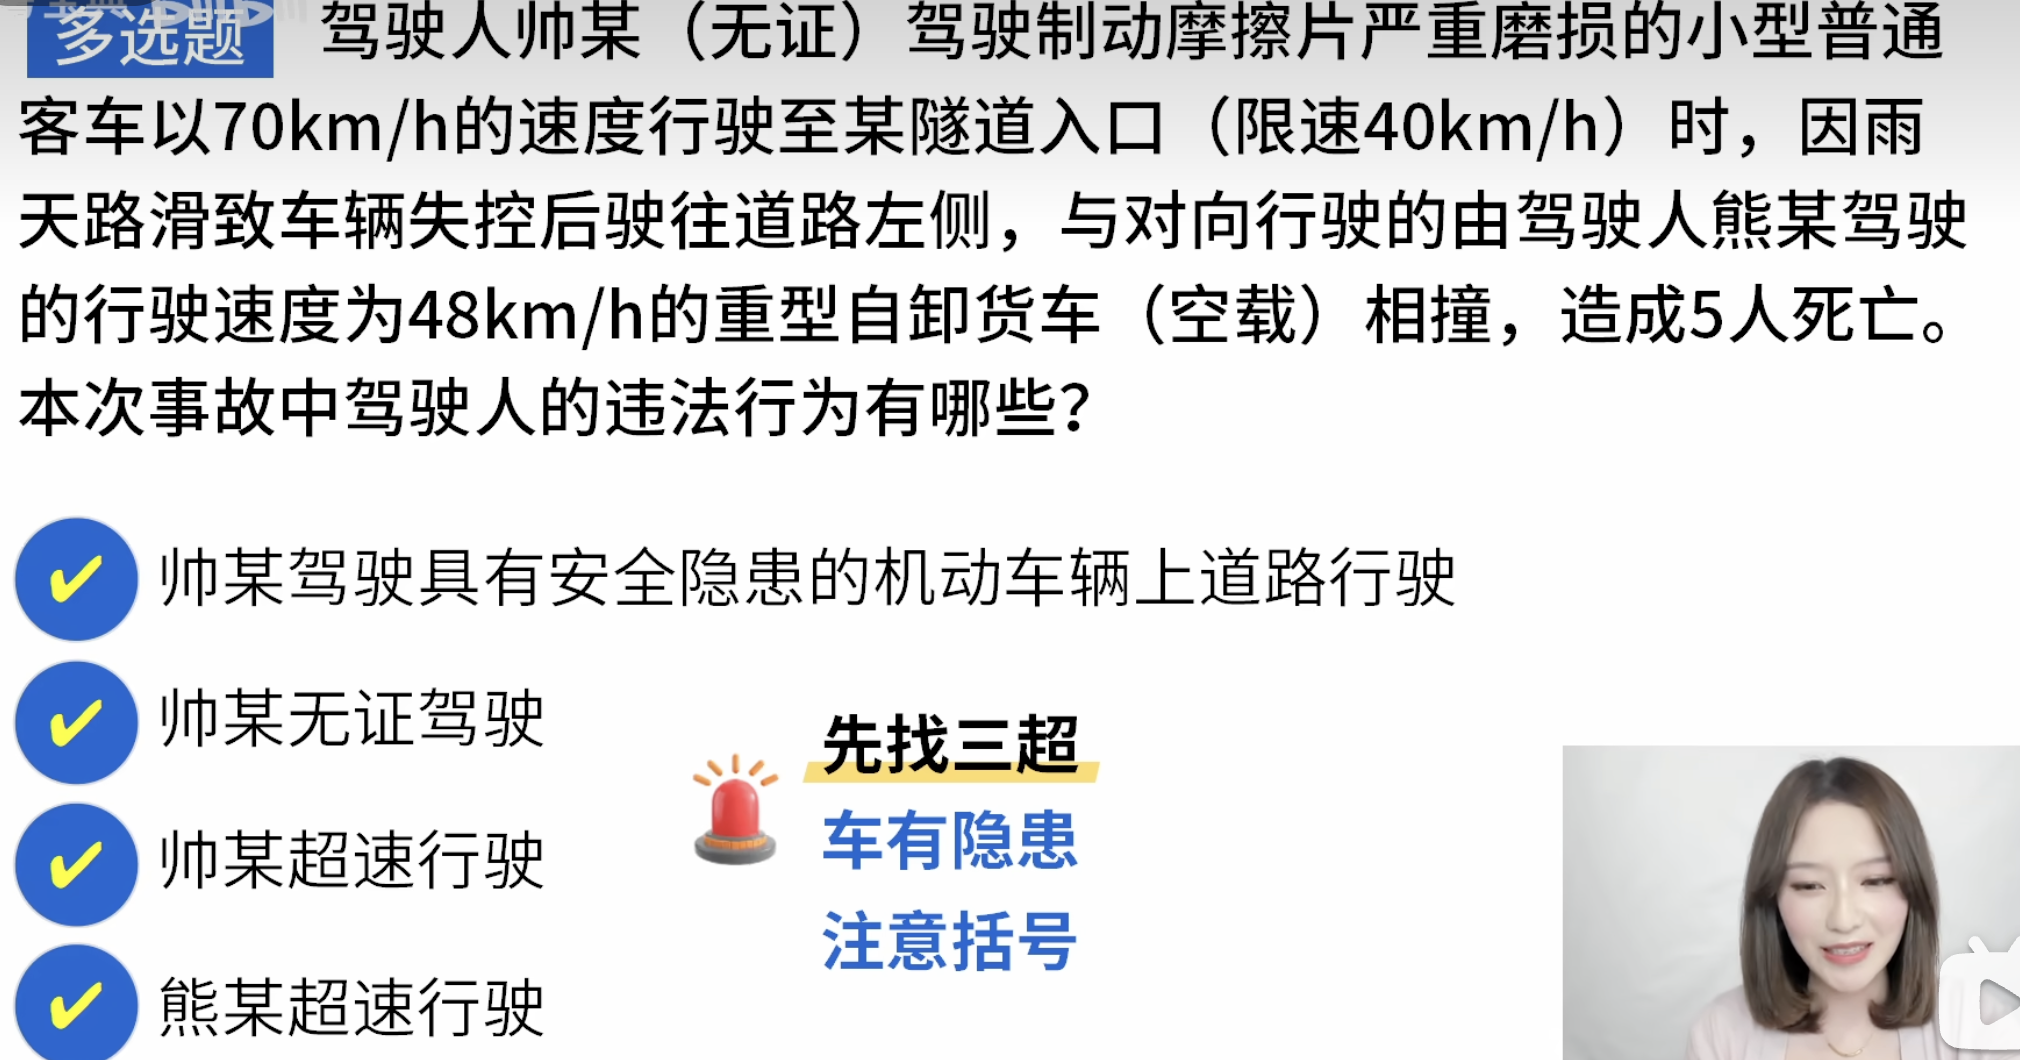 多选题 驾驶人帅某（无证）驾驶制动摩擦片严重磨损的小型普通
客车以70km/h的速度行驶至某隧道入口（限速40km/h）时，因雨
天路滑致车辆失控后驶往道路左侧，与对向行驶的由驾驶人熊某驾驶
的行驶速度为48km/h的重型自卸货车（空载）相撞，造成5人死亡。
本次事故中驾驶人的违法行为有哪些？
帅某驾驶具有安全隐患的机动车辆上道路行驶
帅某无证驾驶
帅某超速行驶
熊某超速行驶
先找三超
车有隐患
注意括号